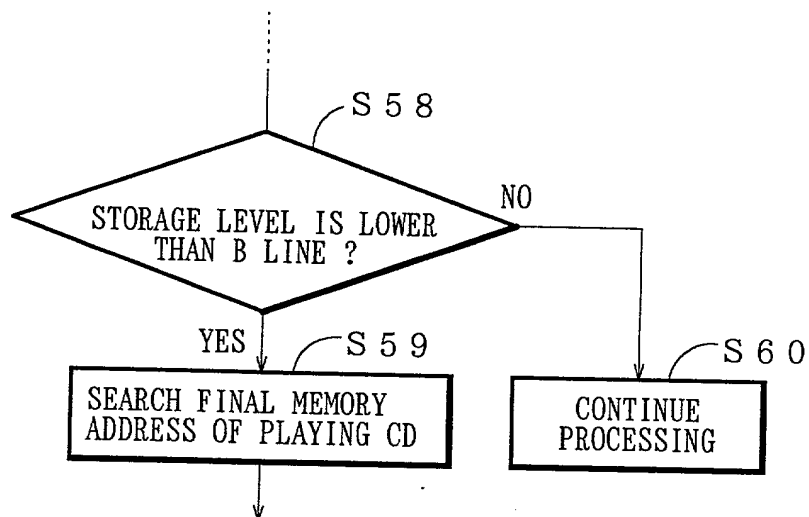 S58
STORAGE LEVEL IS LOWER
THAN B LINE ?
NO
YES
S59
SEARCH FINAL MEMORY
ADDRESS OF PLAYING CD
S60
CONTINUE
PROCESSING